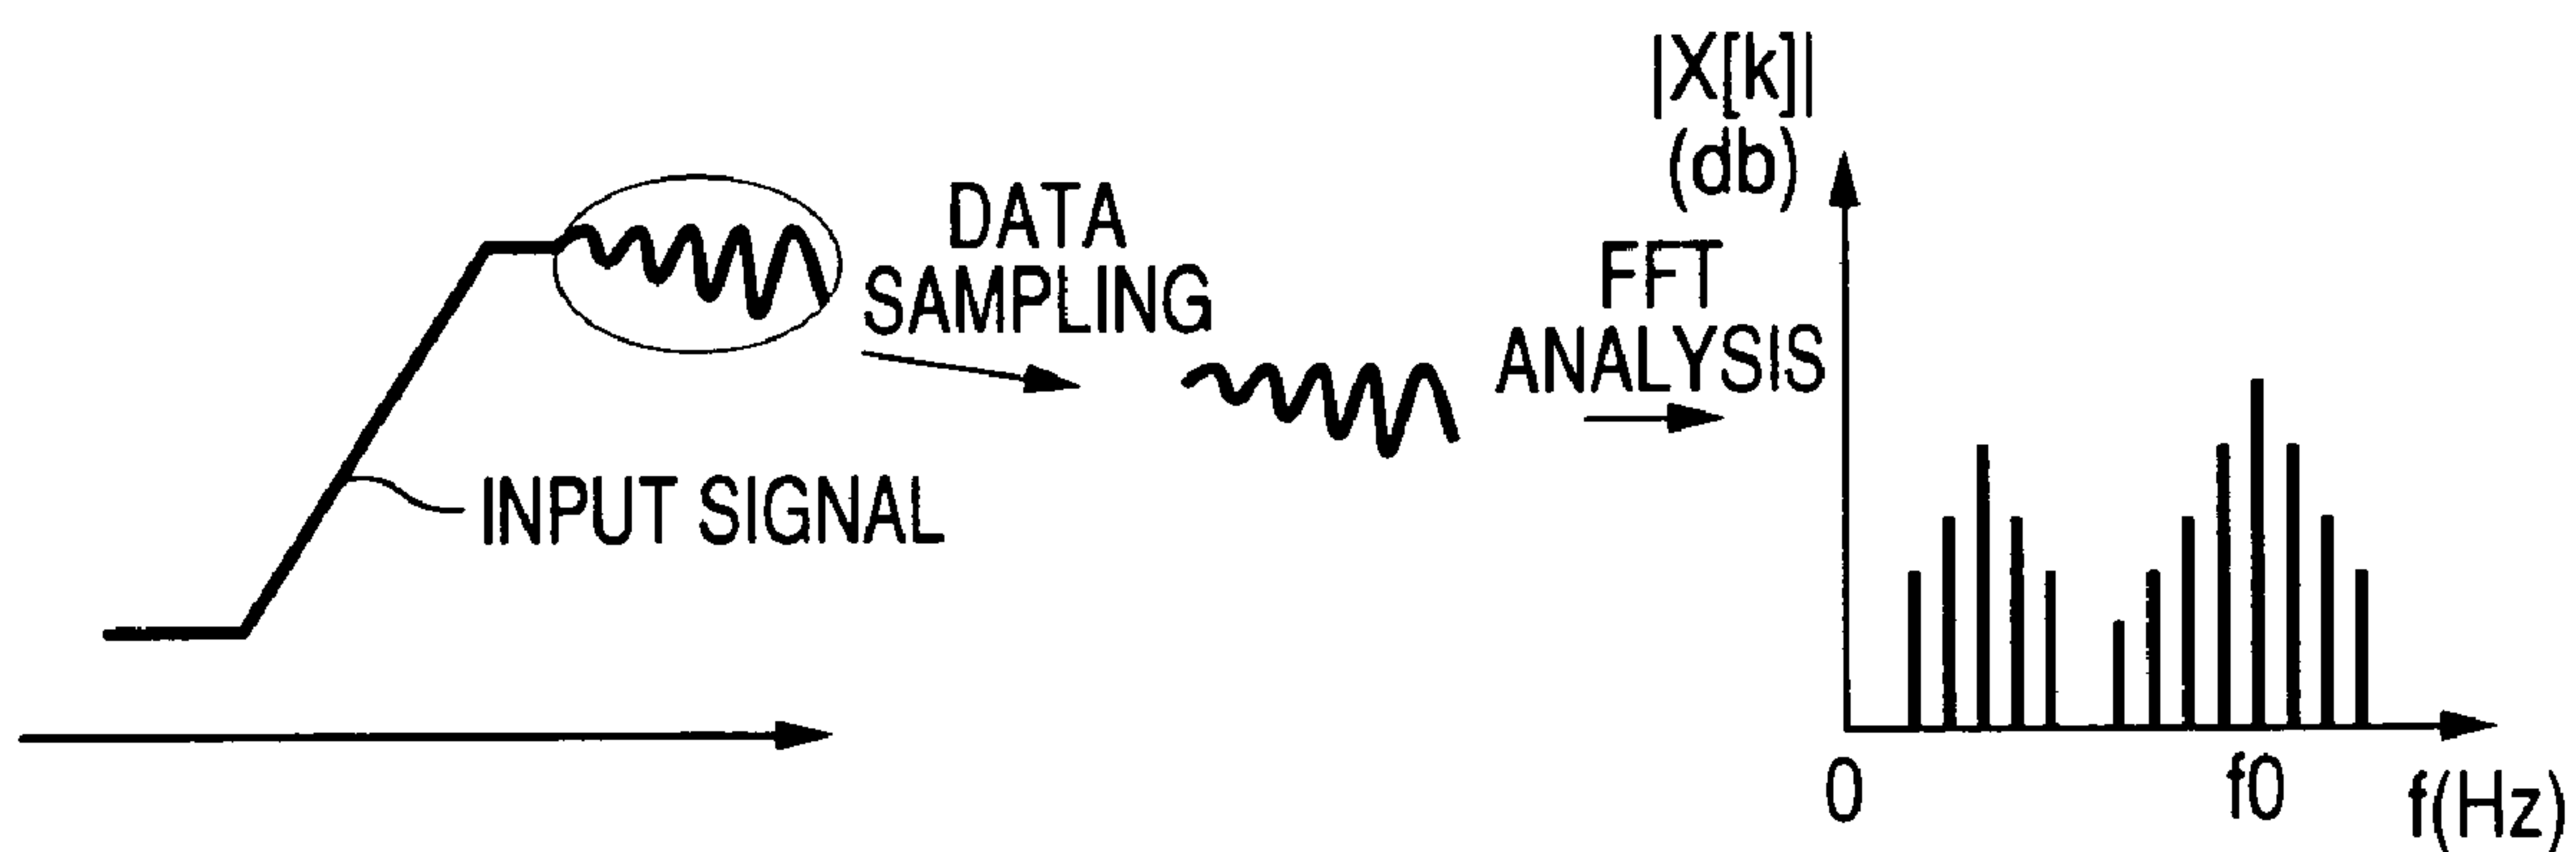 |X[k]|
(db)
DATA
SAMPLING
FFT
ANALYSIS
INPUT SIGNAL
0
f0
f(Hz)